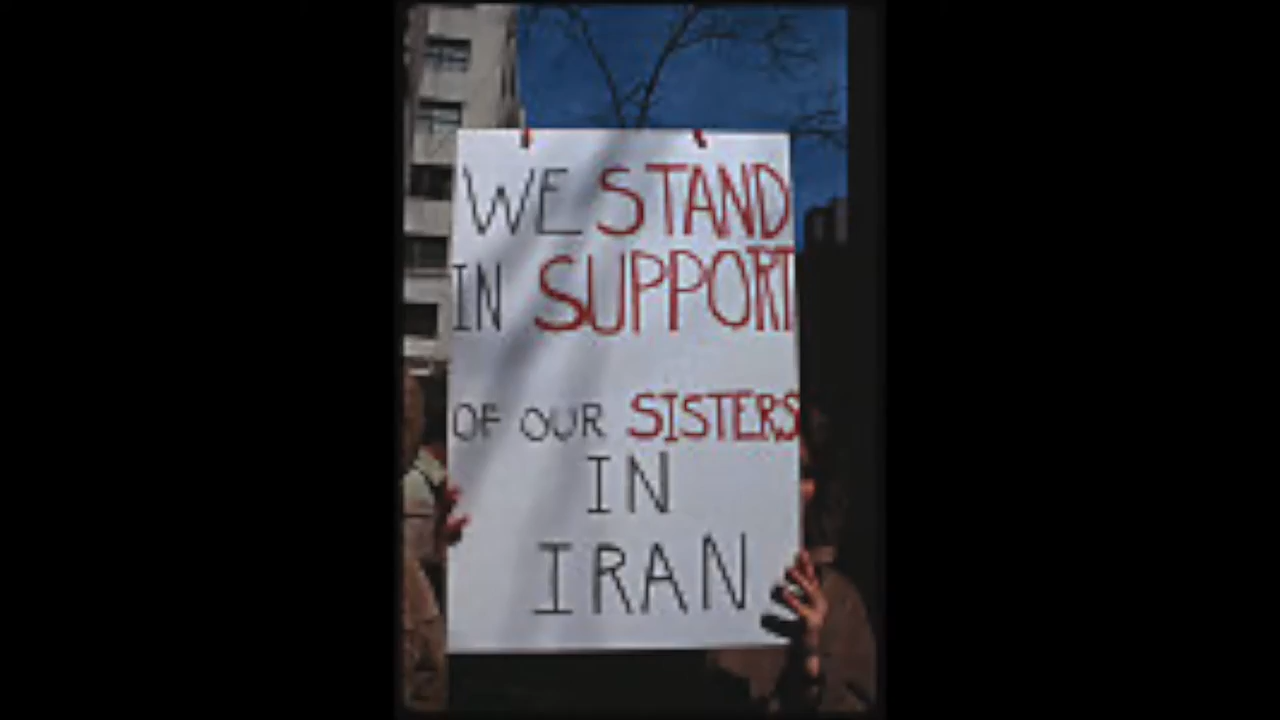 WE STAND
IN SUPPORT
OF OUR SISTERS
IN
IRAN